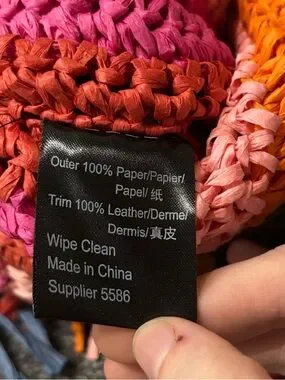 Outer 100% Paper/Papier/
Papel/ 纸
Trim 100% Leather/Derme/
Dermis/真皮
Wipe Clean
Made in China
Supplier 5586